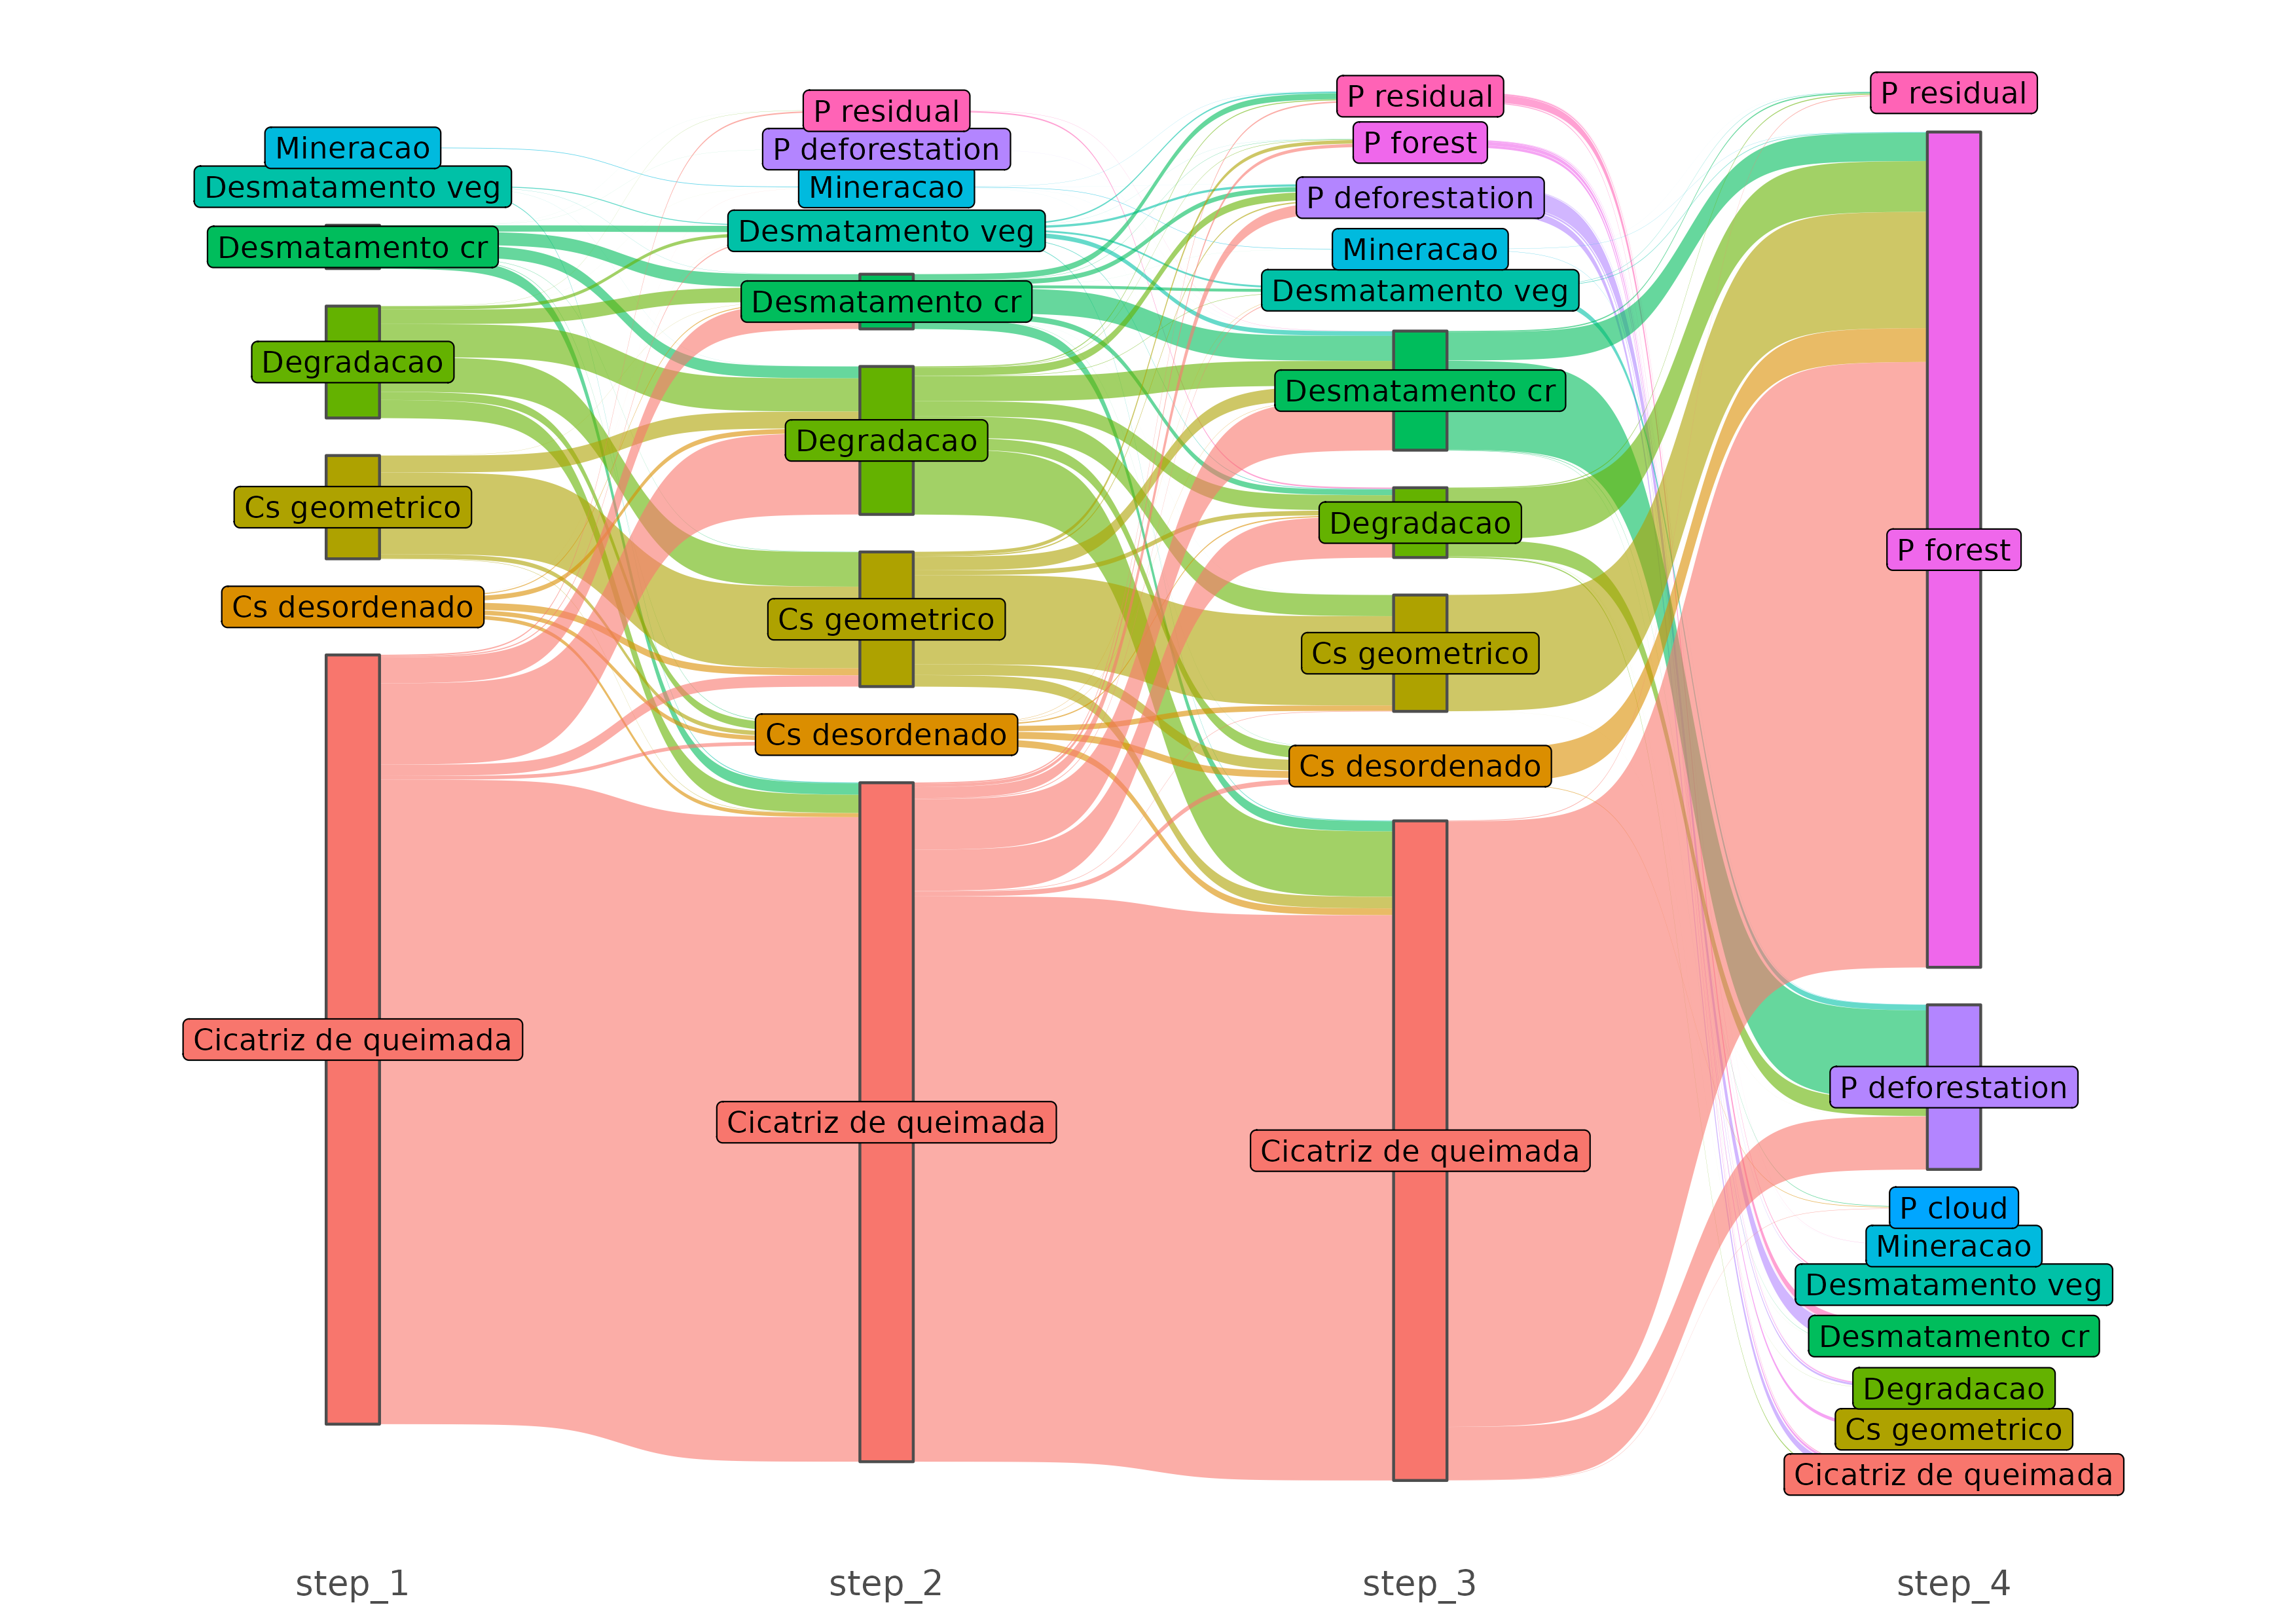 Mineracao
Desmatamento veg
Desmatamento cr
Degradacao
Cs geometrico
Cs desordenado
Cicatriz de queimada
P residual
P deforestation
Mineracao
Desmatamento veg
Desmatamento cr
Degradacao
Cs geometrico
Cs desordenado
Cicatriz de queimada
P residual
P forest
P deforestation
Mineracao
Desmatamento veg
Desmatamento cr
Degradacao
Cs geometrico
Cs desordenado
Cicatriz de queimada
P residual
P forest
P deforestation
P cloud
Mineracao
Desmatamento veg
Desmatamento cr
Degradacao
Cs geometrico
Cicatriz de queimada
step_1
step_2
step_3
step_4